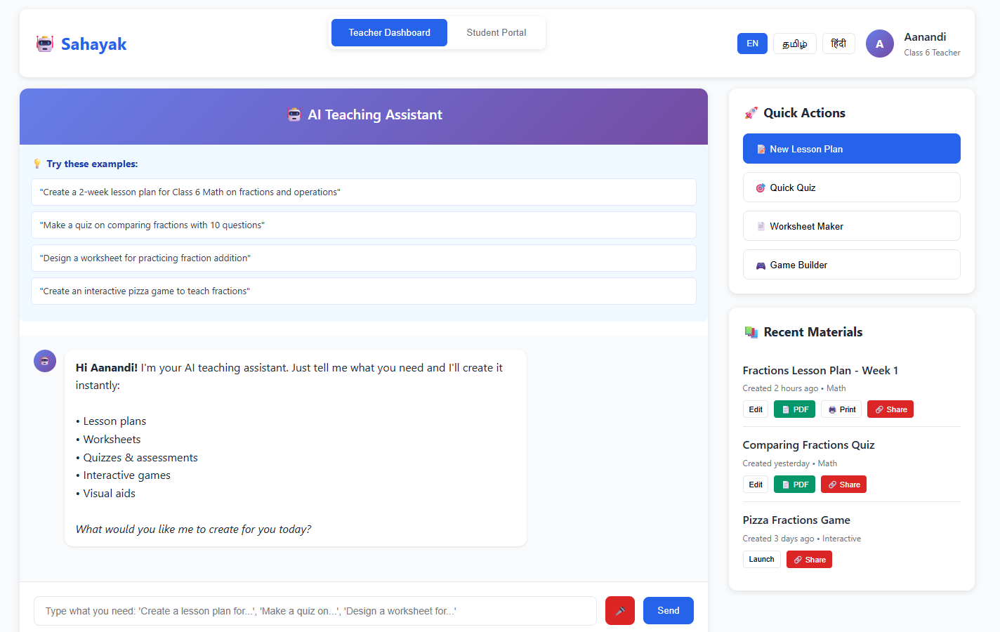 Sahayak
Teacher Dashboard
Student Portal
EN
தமிழ்
हिंदी
A
Aanandi
Class 6 Teacher
AI Teaching Assistant
Try these examples:
"Create a 2-week lesson plan for Class 6 Math on fractions and operations"
"Make a quiz on comparing fractions with 10 questions"
"Design a worksheet for practicing fraction addition"
"Create an interactive pizza game to teach fractions"
Hi Aanandi! I'm your AI teaching assistant. Just tell me what you need and I'll create it
instantly:
• Lesson plans
• Worksheets
• Quizzes & assessments
• Interactive games
• Visual aids
What would you like me to create for you today?
Type what you need: 'Create a lesson plan for...', 'Make a quiz on...', 'Design a worksheet for...'
Send
Quick Actions
New Lesson Plan
Quick Quiz
Worksheet Maker
Game Builder
Recent Materials
Fractions Lesson Plan - Week 1
Created 2 hours ago • Math
Edit PDF Print Share
Comparing Fractions Quiz
Created yesterday • Math
Edit PDF Share
Pizza Fractions Game
Created 3 days ago • Interactive
Launch Share